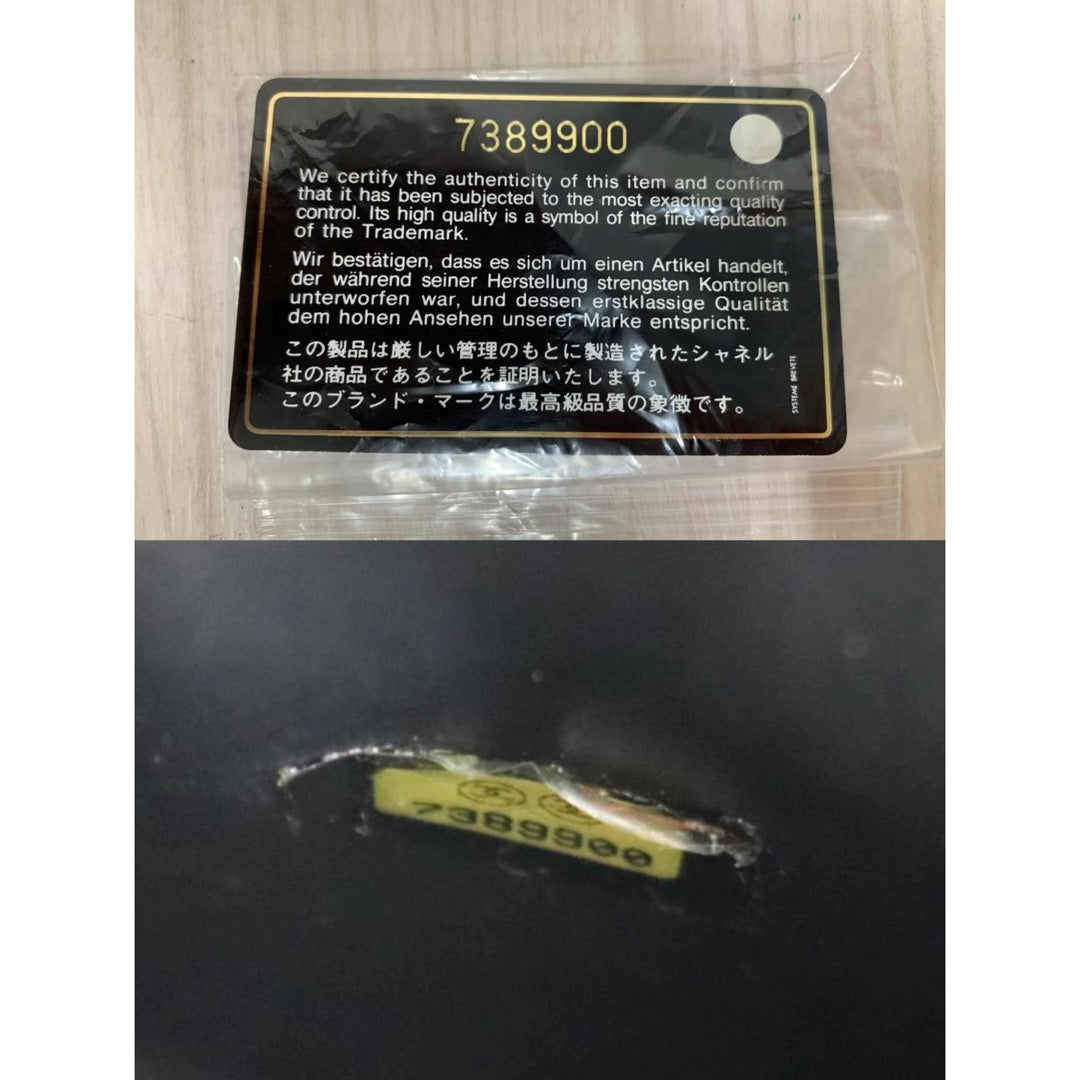 7389900
We certify the authenticity of this item and confirm
that it has been subjected to the most exacting quality
control. Its high quality is a symbol of the fine reputation
of the Trademark.
Wir bestätigen, dass es sich um einen Artikel handelt,
der während seiner Herstellung strengsten Kontrollen
unterworfen war, und dessen erstklassige Qualität
dem hohen Ansehen unserer Marke entspricht.
この製品は厳しい管理のもとに製造されたシャネル
社の商品であることを証明いたします。
このブランド・マークは最高級品質の象徴です。
SYSTEME BREVETE
7389900